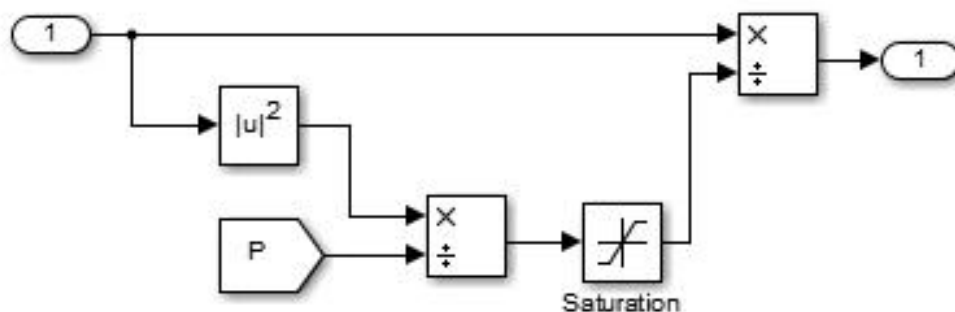 1
×
÷
1
|u|²
P
×
÷
Saturation